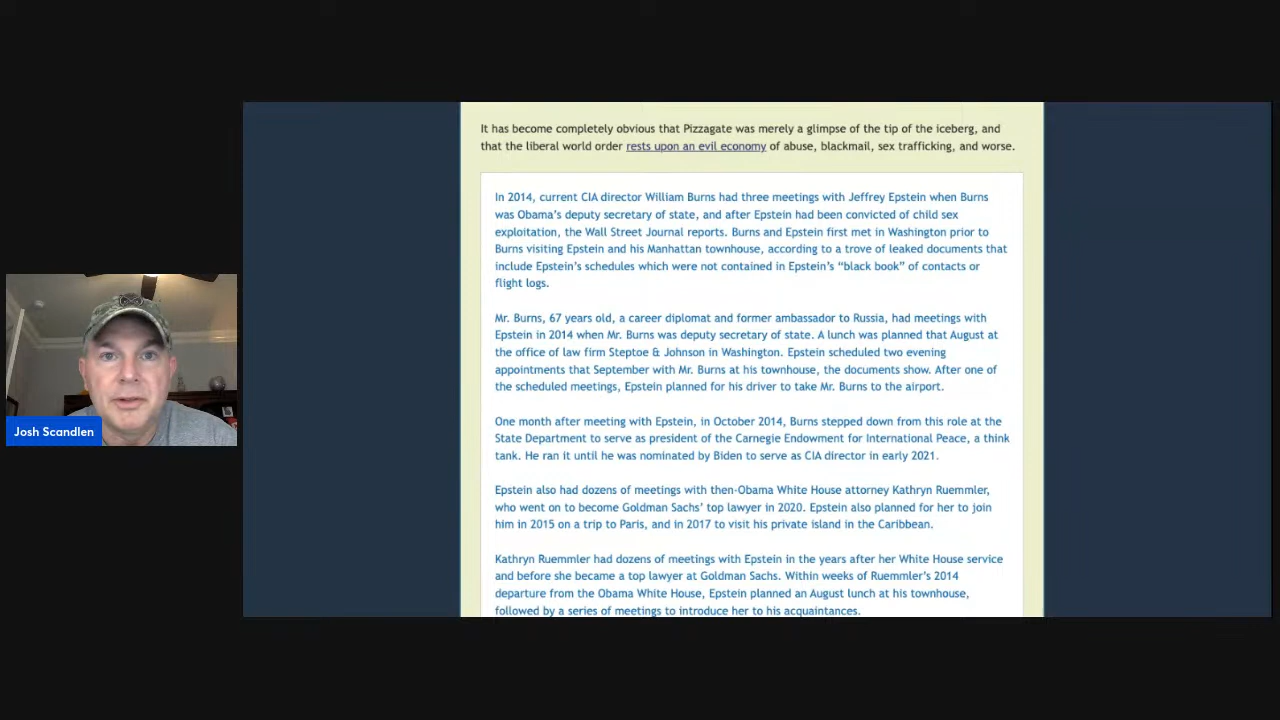 It has become completely obvious that Pizzagate was merely a glimpse of the tip of the iceberg, and
that the liberal world order rests upon an evil economy of abuse, blackmail, sex trafficking, and worse.
In 2014, current CIA director William Burns had three meetings with Jeffrey Epstein when Burns
was Obama’s deputy secretary of state, and after Epstein had been convicted of child sex
exploitation, the Wall Street Journal reports. Burns and Epstein first met in Washington prior to
Burns visiting Epstein and his Manhattan townhouse, according to a trove of leaked documents that
include Epstein’s schedules which were not contained in Epstein’s “black book” of contacts or
flight logs.
Mr. Burns, 67 years old, a career diplomat and former ambassador to Russia, had meetings with
Epstein in 2014 when Mr. Burns was deputy secretary of state. A lunch was planned that August at
the office of law firm Steptoe & Johnson in Washington. Epstein scheduled two evening
appointments that September with Mr. Burns at his townhouse, the documents show. After one of
the scheduled meetings, Epstein planned for his driver to take Mr. Burns to the airport.
One month after meeting with Epstein, in October 2014, Burns stepped down from this role at the
State Department to serve as president of the Carnegie Endowment for International Peace, a think
tank. He ran it until he was nominated by Biden to serve as CIA director in early 2021.
Epstein also had dozens of meetings with then-Obama White House attorney Kathryn Ruemmler,
who went on to become Goldman Sachs’ top lawyer in 2020. Epstein also planned for her to join
him in 2015 on a trip to Paris, and in 2017 to visit his private island in the Caribbean.
Kathryn Ruemmler had dozens of meetings with Epstein in the years after her White House service
and before she became a top lawyer at Goldman Sachs. Within weeks of Ruemmler’s 2014
departure from the Obama White House, Epstein planned an August lunch at his townhouse,
followed by a series of meetings to introduce her to his acquaintances.
Josh Scandlen